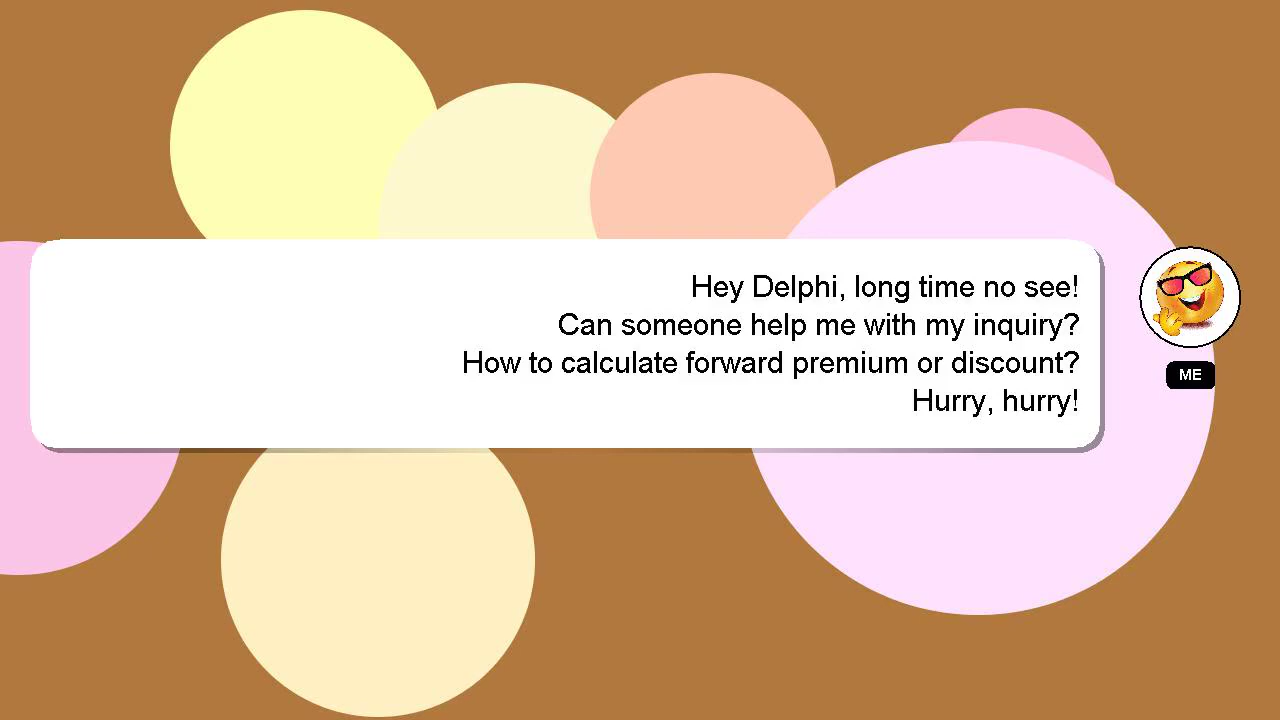 Hey Delphi, long time no see!
Can someone help me with my inquiry?
How to calculate forward premium or discount?
Hurry, hurry!
ME